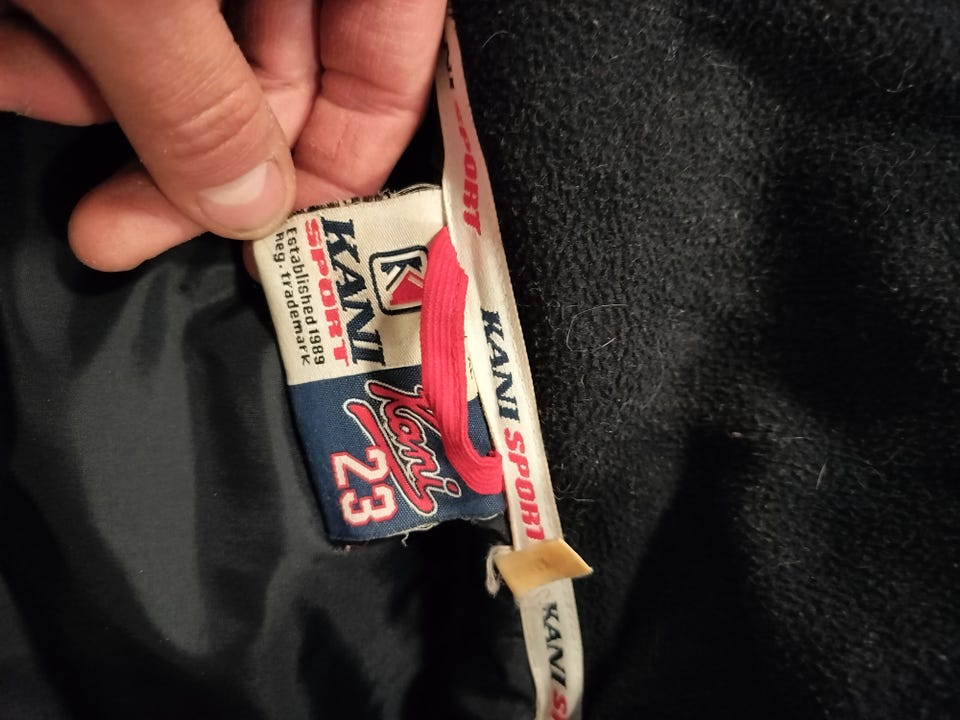 K
KANI
SPORT
Established 1989
Reg.trademark
Kani
23
SPORT
KANI SPORT
KANI